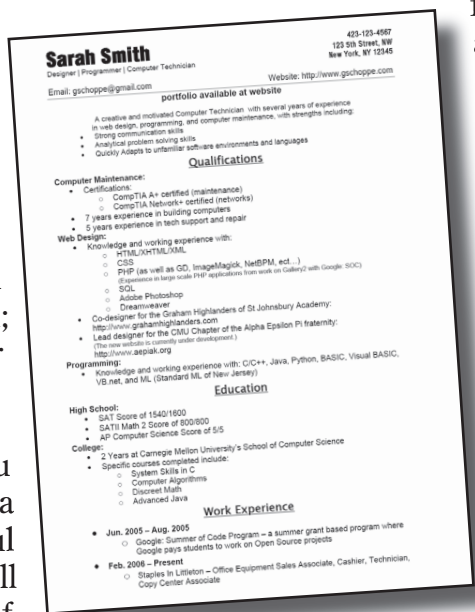 Sarah Smith
Designer | Programmer | Computer Technician
423-123-4567
123 5th Street, NW
New York, NY 12345
Email: gschoppe@gmail.com
Website: http://www.gschoppe.com
portfolio available at website
A creative and motivated Computer Technician with several years of experience
in web design, programming, and computer maintenance, with strengths including:
• Strong communication skills
• Analytical problem solving skills
• Quickly Adapts to unfamiliar software environments and languages
Qualifications
Computer Maintenance:
• Certifications:
○ CompTIA A+ certified (maintenance)
○ CompTIA Network+ certified (networks)
• 7 years experience in building computers
• 5 years experience in tech support and repair
Web Design:
• Knowledge and working experience with:
○ HTML/XHTML/XML
○ CSS
○ PHP (as well as GD, ImageMagick, NetBPM, ect…)
(Experience in large scale PHP applications from work on Gallery2 with Google: SOC)
○ SQL
○ Adobe Photoshop
○ Dreamweaver
• Co-designer for the Graham Highlanders of St Johnsbury Academy:
http://www.grahamhighlanders.com
• Lead designer for the CMU Chapter of the Alpha Epsilon Pi fraternity:
(The new website is currently under development.)
http://www.aepiak.org
Programming:
• Knowledge and working experience with: C/C++, Java, Python, BASIC, Visual BASIC,
VB.net, and ML (Standard ML of New Jersey)
Education
High School:
• SAT Score of 1540/1600
• SATII Math 2 Score of 800/800
• AP Computer Science Score of 5/5
College:
• 2 Years at Carnegie Mellon University's School of Computer Science
• Specific courses completed include:
○ System Skills in C
○ Computer Algorithms
○ Discreet Math
○ Advanced Java
Work Experience
• Jun. 2005 – Aug. 2005
○ Google: Summer of Code Program – a summer grant based program where
Google pays students to work on Open Source projects
• Feb. 2006 – Present
○ Staples In Littleton – Office Equipment Sales Associate, Cashier, Technician,
Copy Center Associate
;
.
u
a
ul
ll
f